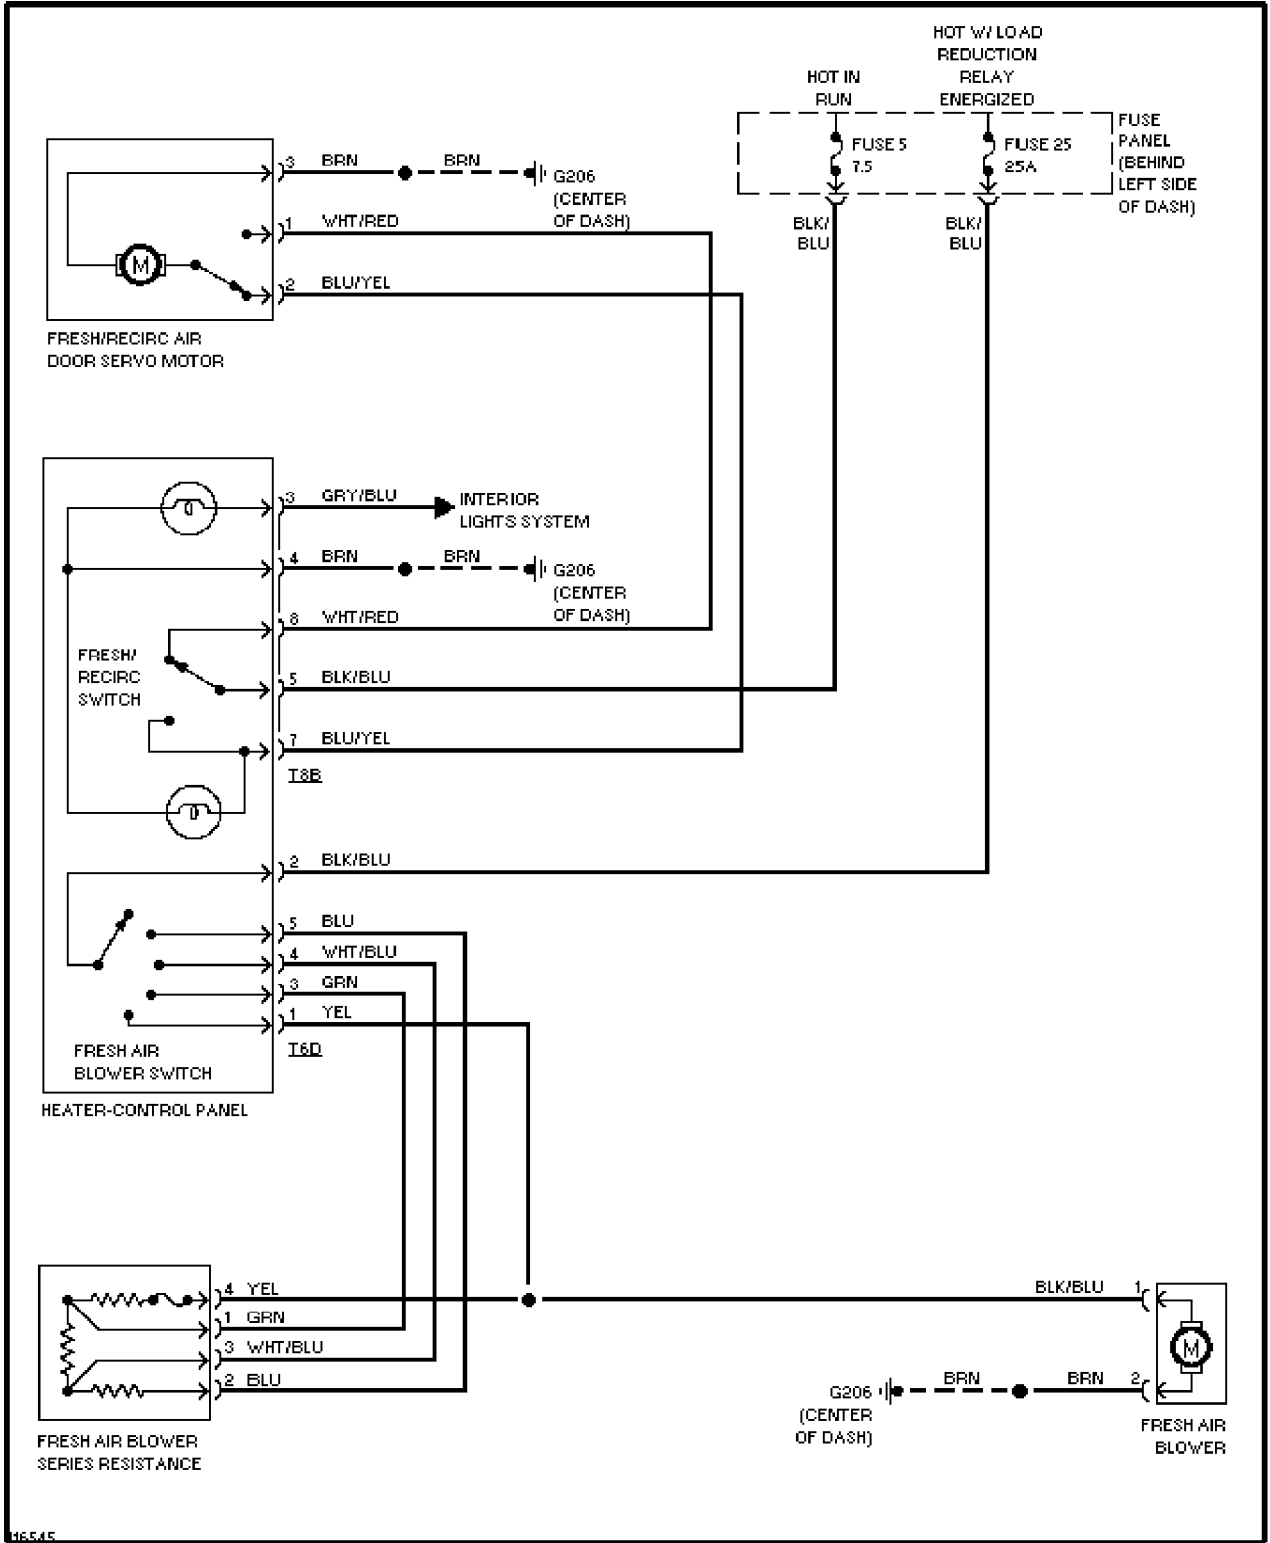 HOT W/ LOAD
REDUCTION
RELAY
ENERGIZED
HOT IN
RUN
FUSE
PANEL
(BEHIND
LEFT SIDE
OF DASH)
FUSE 5
7.5
FUSE 25
25A
BLK/
BLU
BLK/
BLU
3 BRN BRN
G206
(CENTER
OF DASH)
1 WHT/RED
M
2 BLU/YEL
FRESH/RECIRC AIR
DOOR SERVO MOTOR
3 GRY/BLU
INTERIOR
LIGHTS SYSTEM
4 BRN BRN
G206
(CENTER
OF DASH)
8 WHT/RED
FRESH/
RECIRC
SWITCH
5 BLK/BLU
7 BLU/YEL
T8B
2 BLK/BLU
5 BLU
4 WHT/BLU
3 GRN
1 YEL
T6D
FRESH AIR
BLOWER SWITCH
HEATER-CONTROL PANEL
4 YEL
1 GRN
3 WHT/BLU
2 BLU
FRESH AIR BLOWER
SERIES RESISTANCE
BLK/BLU 1
M
G206
(CENTER
OF DASH)
BRN BRN 2
FRESH AIR
BLOWER